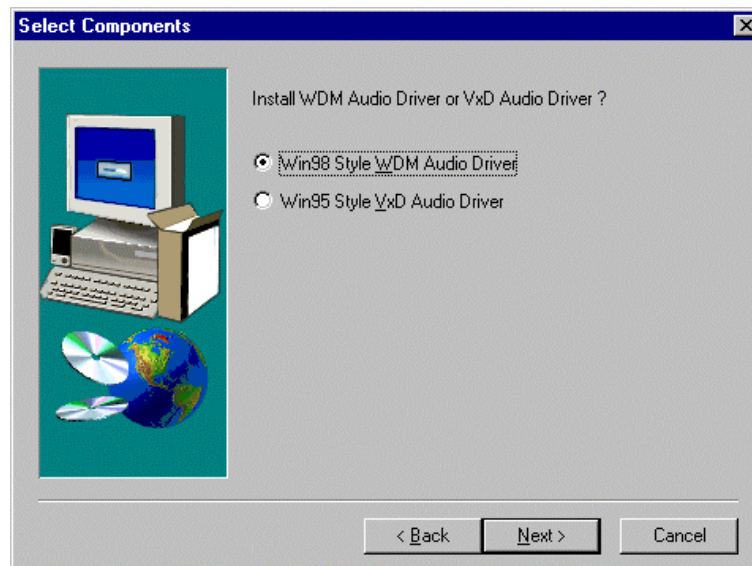 Select Components
Install WDM Audio Driver or VxD Audio Driver ?
Win98 Style WDM Audio Driver
Win95 Style VxD Audio Driver
< Back
Next >
Cancel